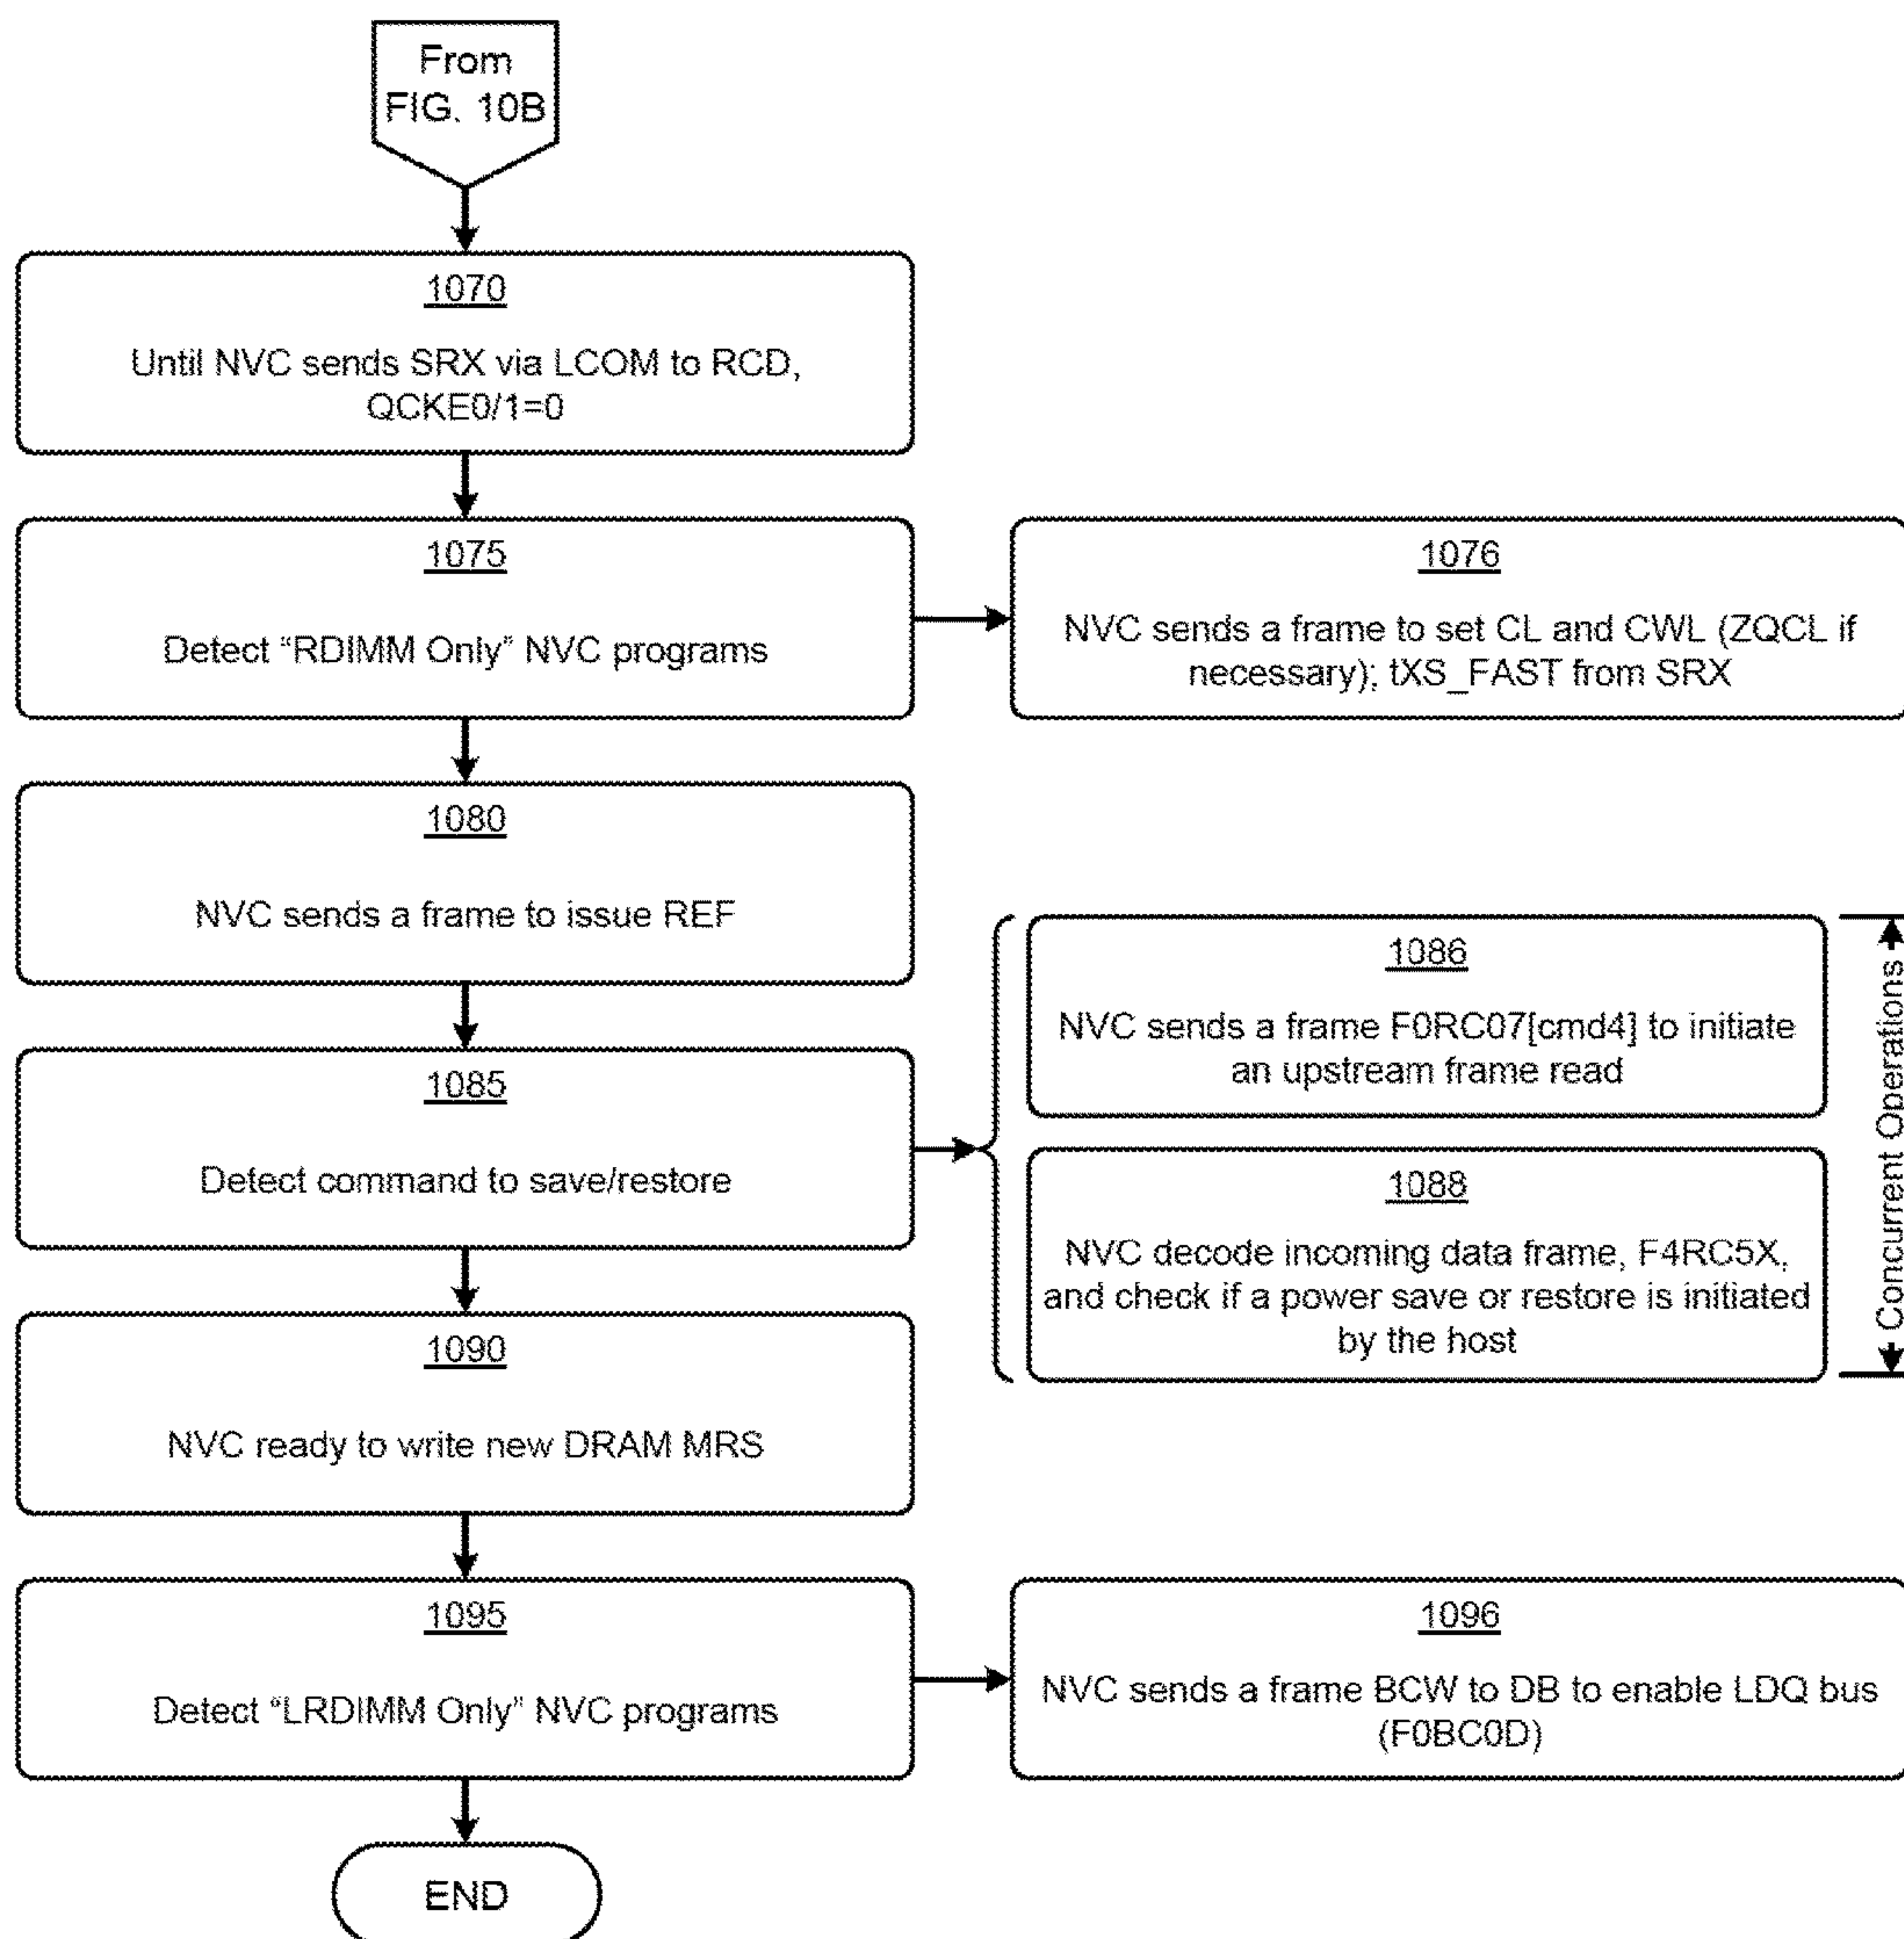 From
FIG. 10B
1070
Until NVC sends SRX via LCOM to RCD,
QCKE0/1=0
1075
Detect “RDIMM Only” NVC programs
1076
NVC sends a frame to set CL and CWL (ZQCL if
necessary); tXS_FAST from SRX
1080
NVC sends a frame to issue REF
1085
Detect command to save/restore
1086
NVC sends a frame F0RC07[cmd4] to initiate
an upstream frame read
1088
NVC decode incoming data frame, F4RC5X,
and check if a power save or restore is initiated
by the host
Concurrent Operations
1090
NVC ready to write new DRAM MRS
1095
Detect “LRDIMM Only” NVC programs
1096
NVC sends a frame BCW to DB to enable LDQ bus
(F0BC0D)
END